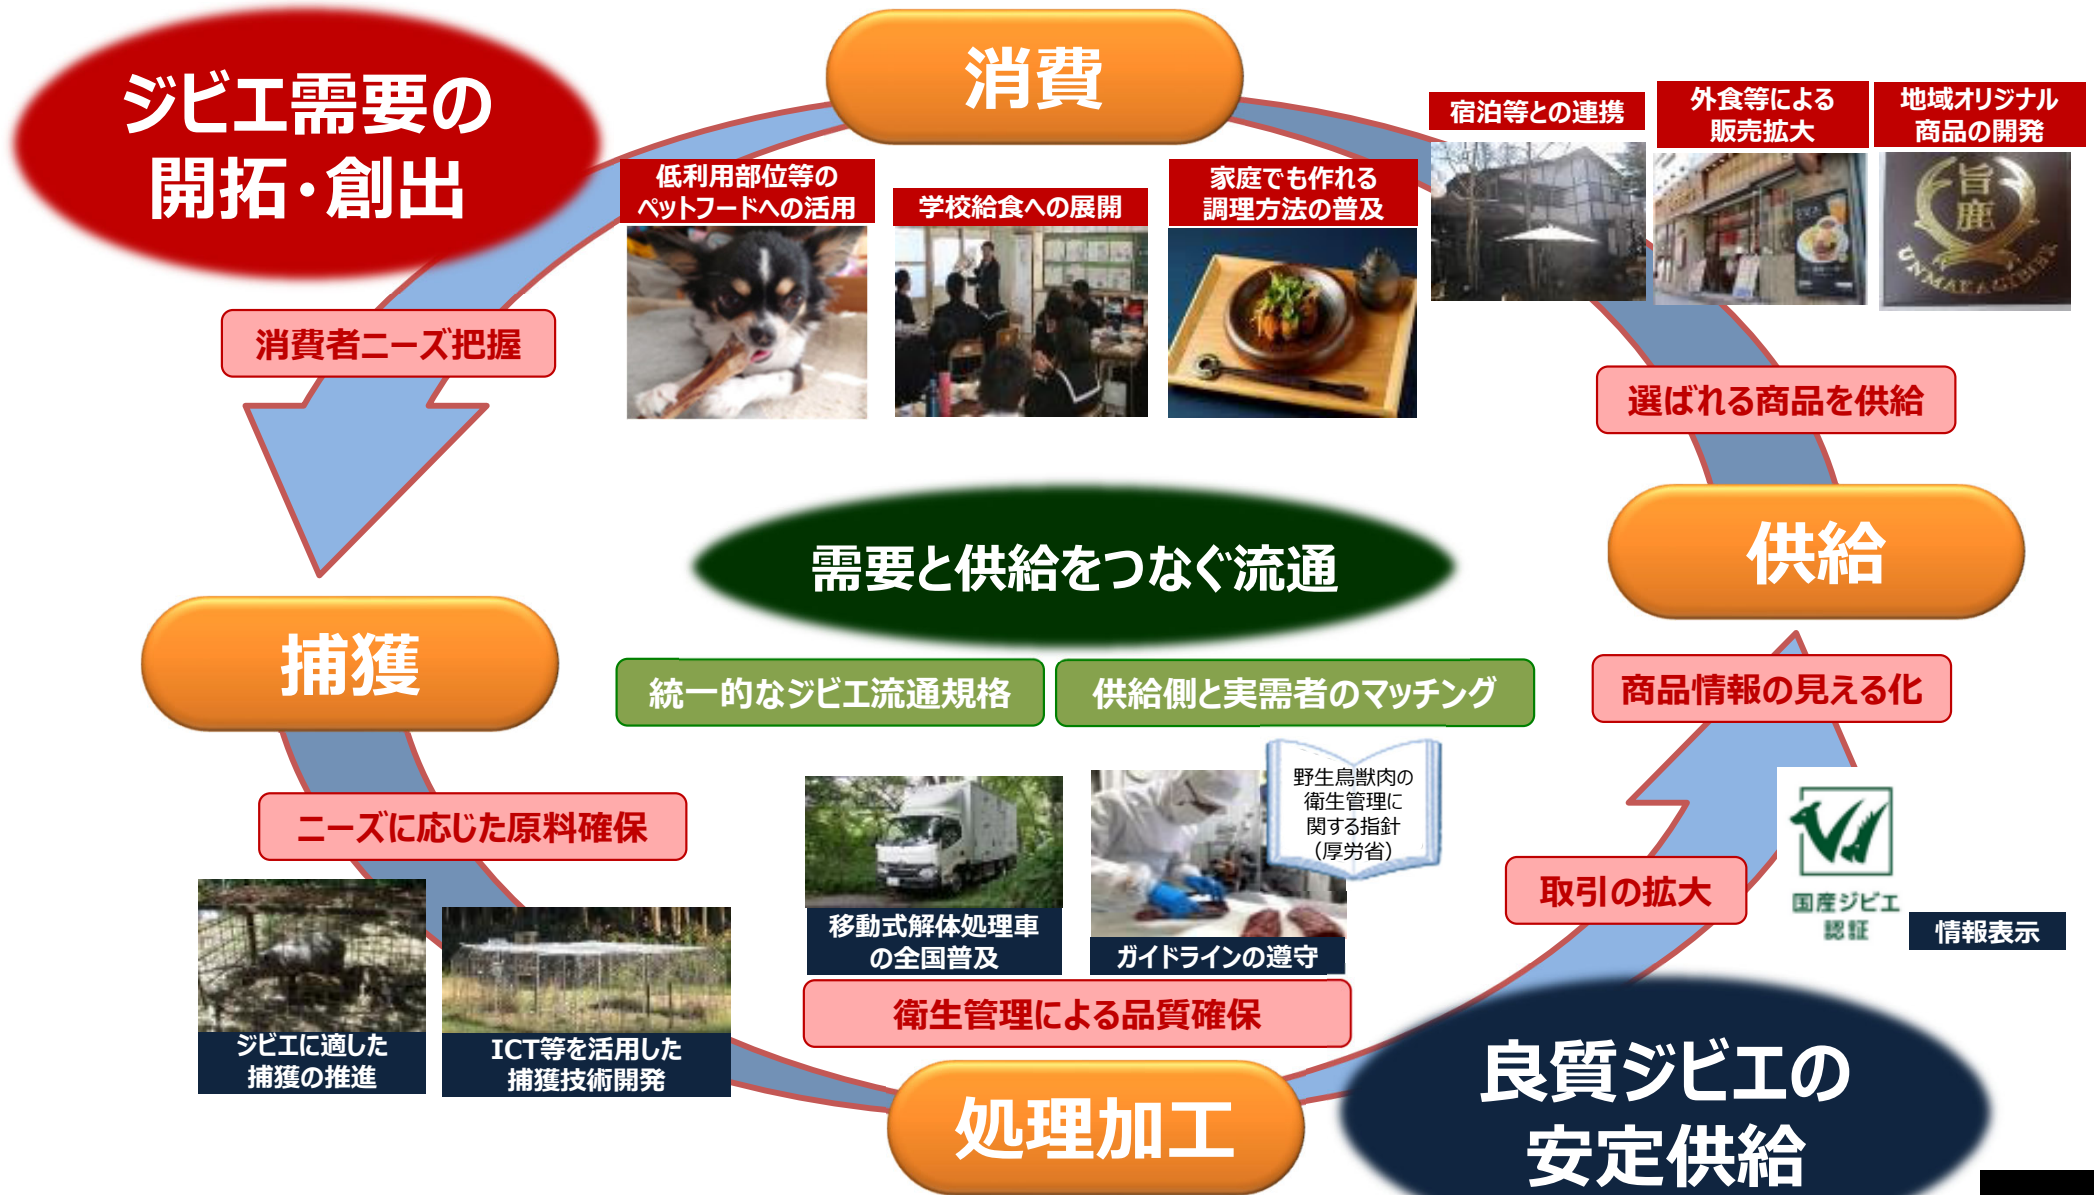 ジビエ需要の
開拓・創出
消費
宿泊等との連携
外食等による
販売拡大
地域オリジナル
商品の開発
旨
鹿
UNMAKAGIBIER
低利用部位等の
ペットフードへの活用
学校給食への展開
家庭でも作れる
調理方法の普及
消費者ニーズ把握
選ばれる商品を供給
需要と供給をつなぐ流通
供給
捕獲
統一的なジビエ流通規格
供給側と実需者のマッチング
商品情報の見える化
野生鳥獣肉の
衛生管理に
関する指針
（厚労省）
ニーズに応じた原料確保
取引の拡大
国産ジビエ
認証
情報表示
移動式解体処理車
の全国普及
ガイドラインの遵守
衛生管理による品質確保
ジビエに適した
捕獲の推進
ICT等を活用した
捕獲技術開発
処理加工
良質ジビエの
安定供給